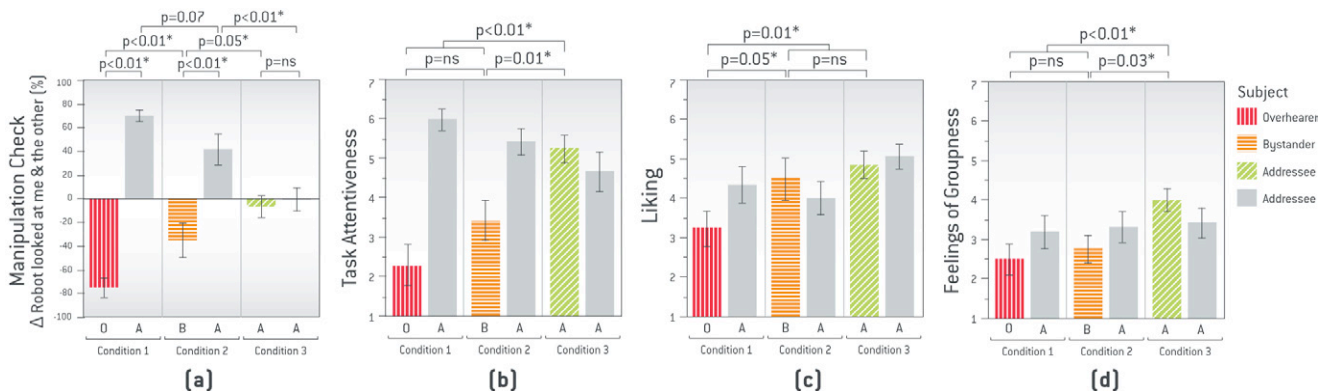 p=0.07 p<0.01*
p<0.01* p=0.05*
p<0.01* p<0.01* p=ns
Manipulation Check
Δ Robot looked at me & the other (%)
100
80
60
40
20
0
-20
-40
-60
-80
-100
O A B A A A
Condition 1 Condition 2 Condition 3
(a)
p<0.01*
p=ns p=0.01*
Task Attentiveness
7
6
5
4
3
2
1
O A B A A A
Condition 1 Condition 2 Condition 3
(b)
p=0.01*
p=0.05* p=ns
Liking
7
6
5
4
3
2
1
O A B A A A
Condition 1 Condition 2 Condition 3
(c)
p<0.01*
p=ns p=0.03*
Feelings of Groupness
7
6
5
4
3
2
1
O A B A A A
Condition 1 Condition 2 Condition 3
(d)
Subject
Overhearer
Bystander
Addressee
Addressee